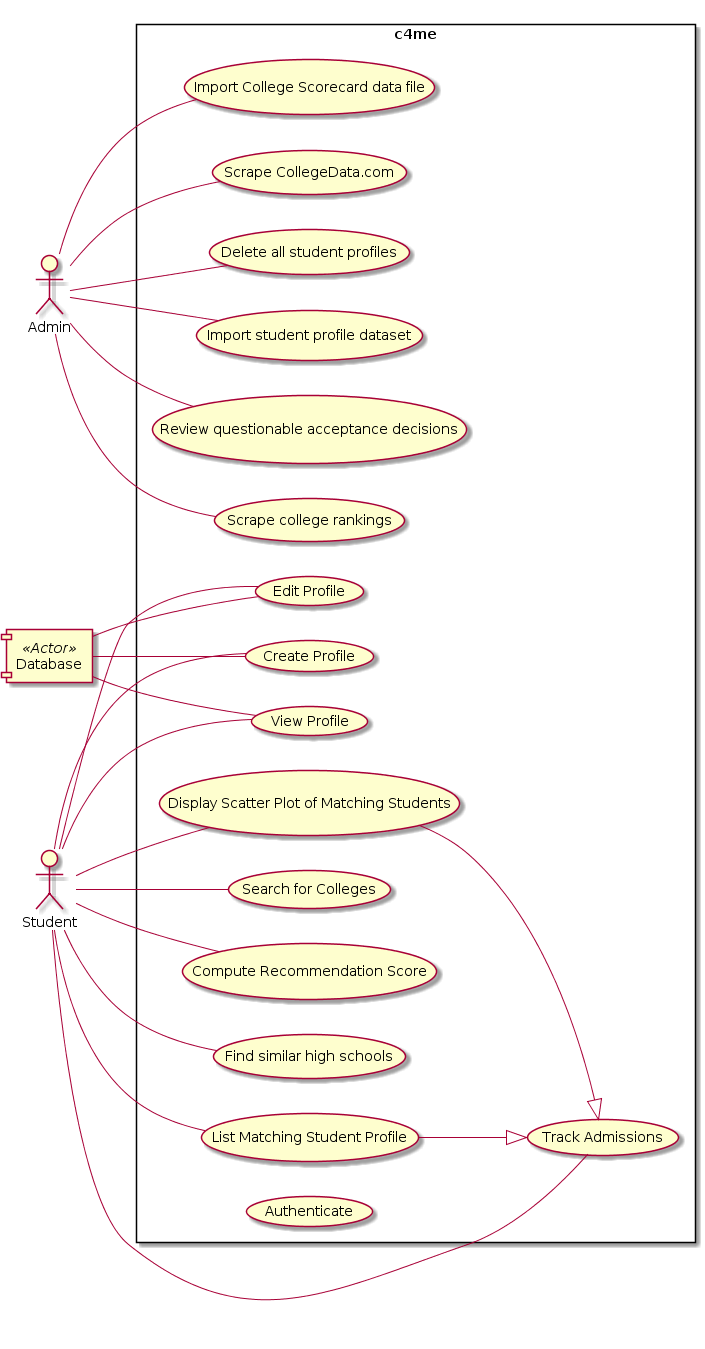 c4me
Import College Scorecard data file
Scrape CollegeData.com
Delete all student profiles
Admin
Import student profile dataset
Review questionable acceptance decisions
Scrape college rankings
Edit Profile
«Actor»
Database
Create Profile
View Profile
Display Scatter Plot of Matching Students
Search for Colleges
Student
Compute Recommendation Score
Find similar high schools
List Matching Student Profile
Track Admissions
Authenticate